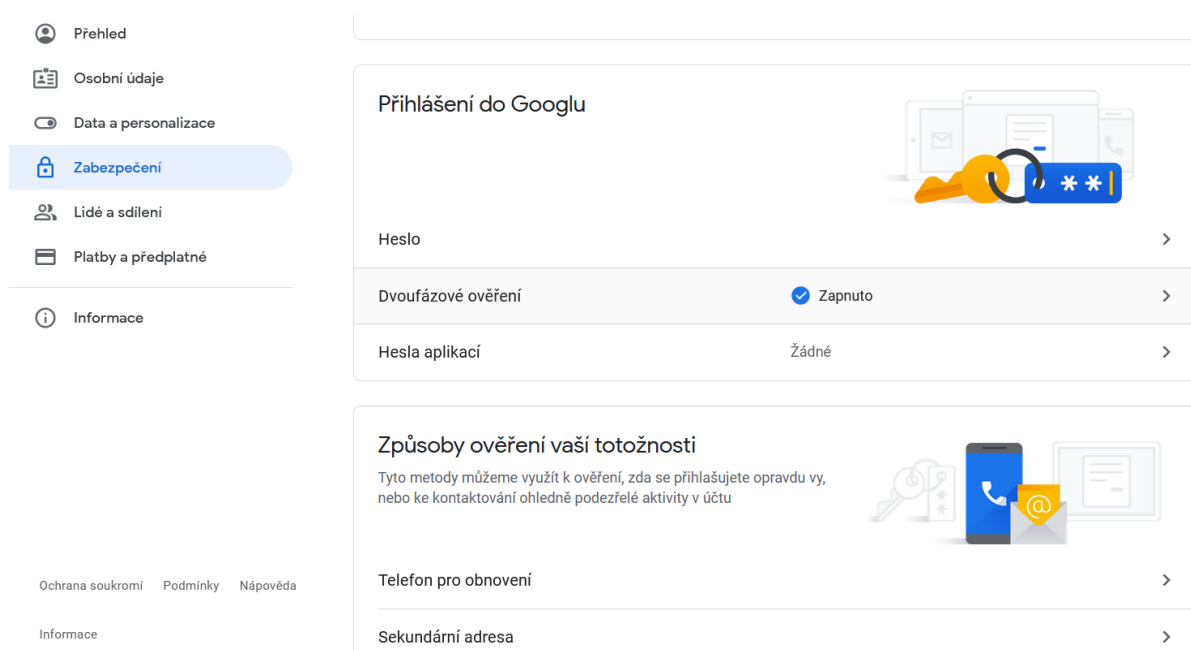 Přehled
Osobní údaje
Data a personalizace
Zabezpečení
Lidé a sdílení
Platby a předplatné
Informace
Ochrana soukromí Podmínky Nápověda
Informace
Přihlášení do Googlu
**
Heslo
Dvoufázové ověření Zapnuto
Hesla aplikací Žádné
Způsoby ověření vaší totožnosti
Tyto metody můžeme využít k ověření, zda se přihlašujete opravdu vy,
nebo ke kontaktování ohledně podezřelé aktivity v účtu
@
Telefon pro obnovení
Sekundární adresa